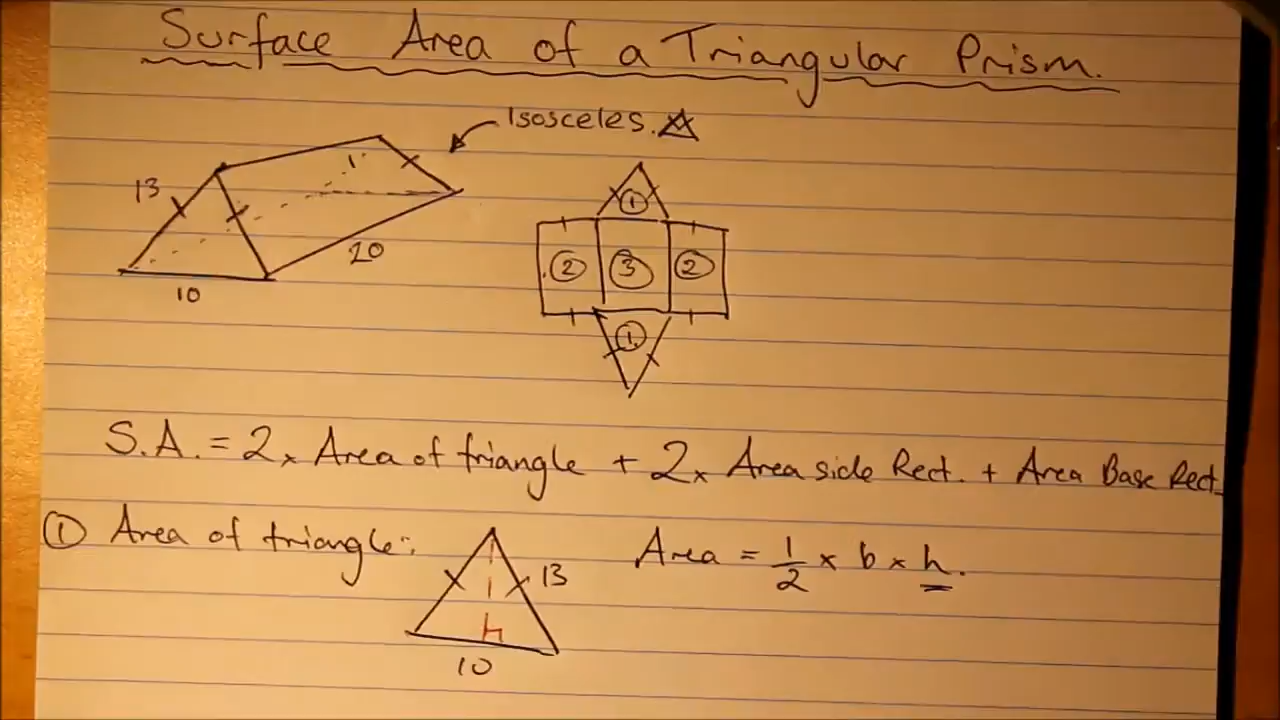 Surface Area of a Triangular Prism.
Isosceles.
13
20
10
1
2 3 2
1
S.A. = 2 x Area of triangle + 2 x Area side Rect. + Area Base Rect.
1 Area of triangle:
13
10
h
Area = 1/2 x b x h.